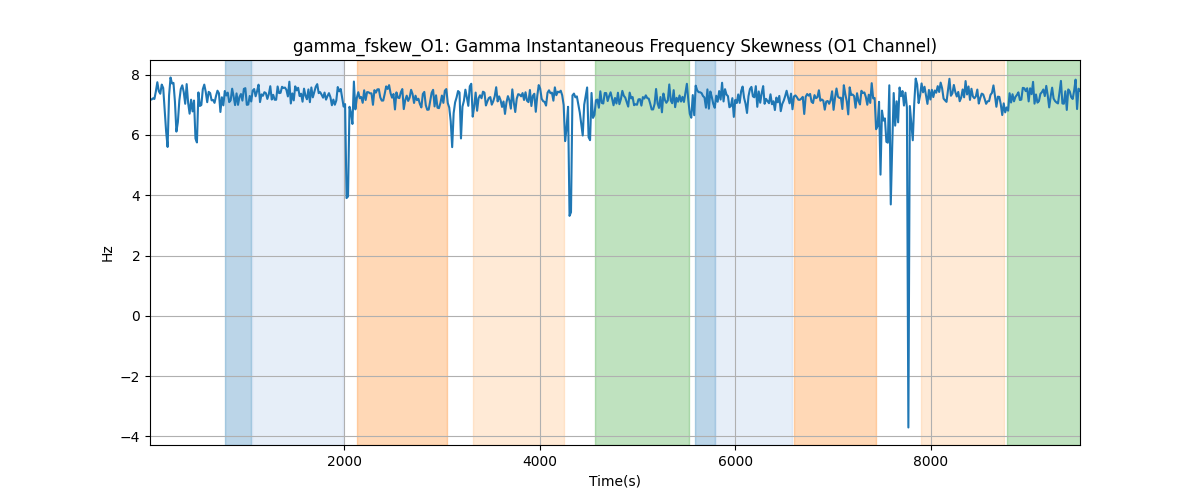 gamma_fskew_O1: Gamma Instantaneous Frequency Skewness (O1 Channel)
8
6
4
2
0
−2
−4
Hz
2000 4000 6000 8000
Time(s)